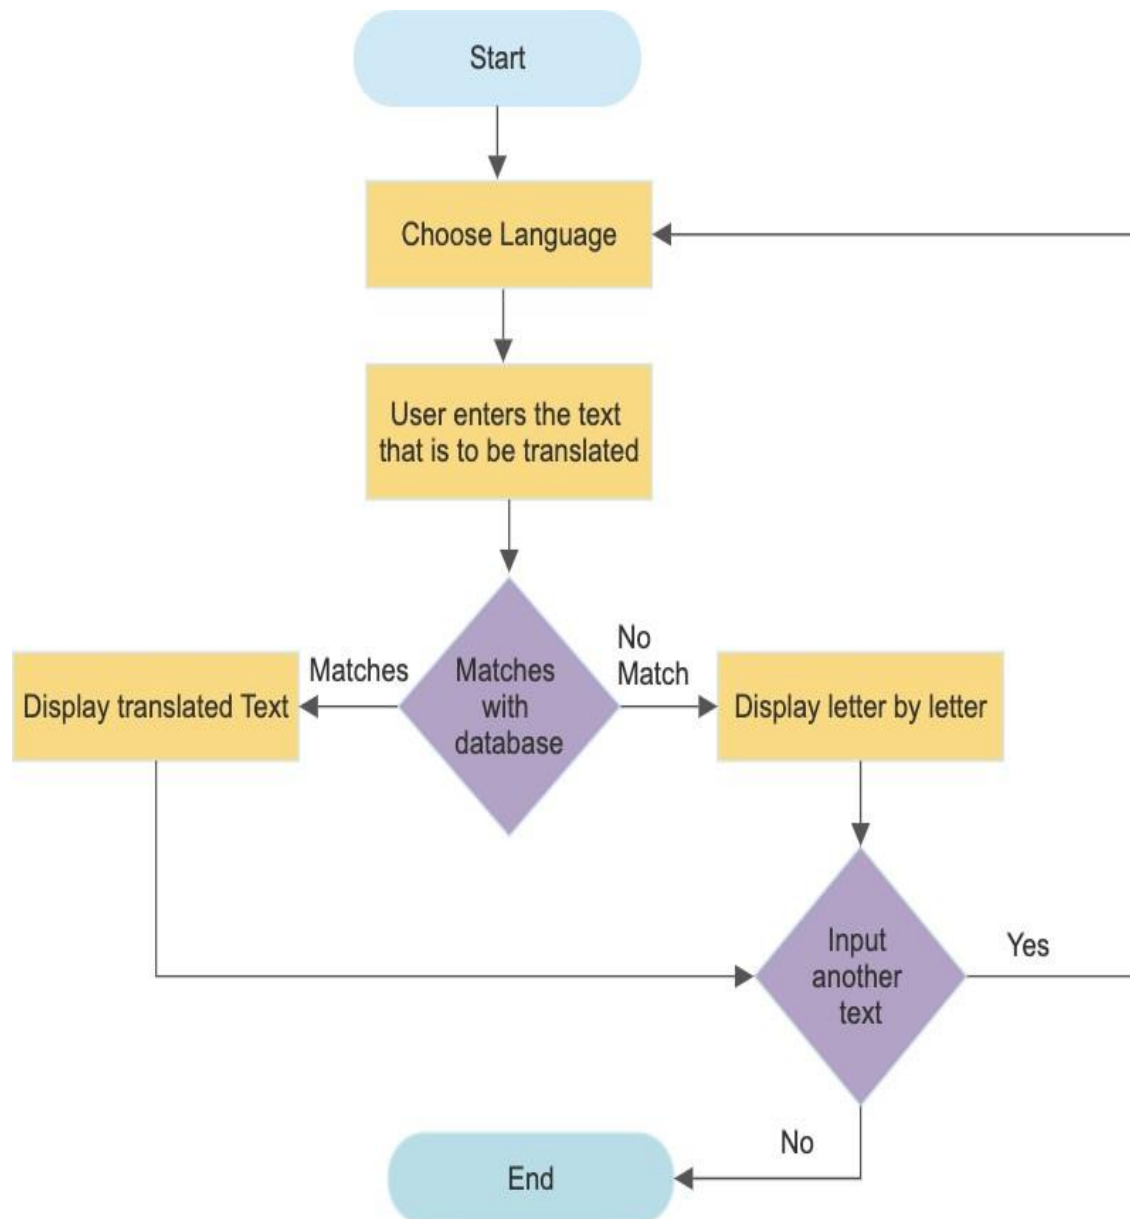 Start
Choose Language
User enters the text
that is to be translated
Matches
with
database
Matches
No
Match
Display translated Text
Display letter by letter
Input
another
text
Yes
No
End